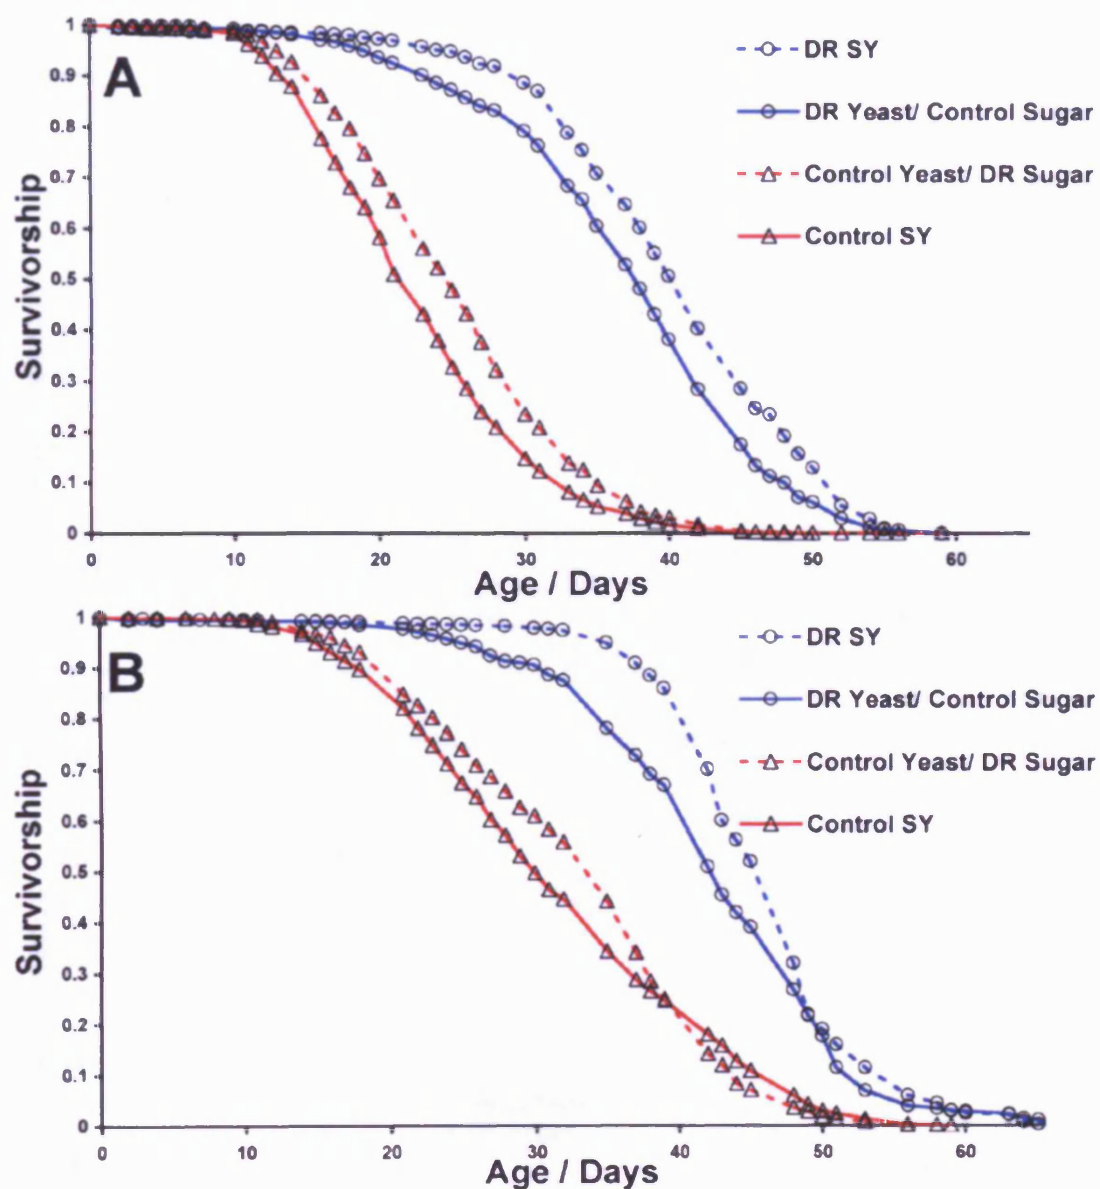 A
Survivorship
1
0.9
0.8
0.7
0.6
0.5
0.4
0.3
0.2
0.1
0
0 10 20 30 40 50 60
Age / Days
DR SY
DR Yeast/ Control Sugar
Control Yeast/ DR Sugar
Control SY
B
Survivorship
1
0.9
0.8
0.7
0.6
0.5
0.4
0.3
0.2
0.1
0
0 10 20 30 40 50 60
Age / Days
DR SY
DR Yeast/ Control Sugar
Control Yeast/ DR Sugar
Control SY